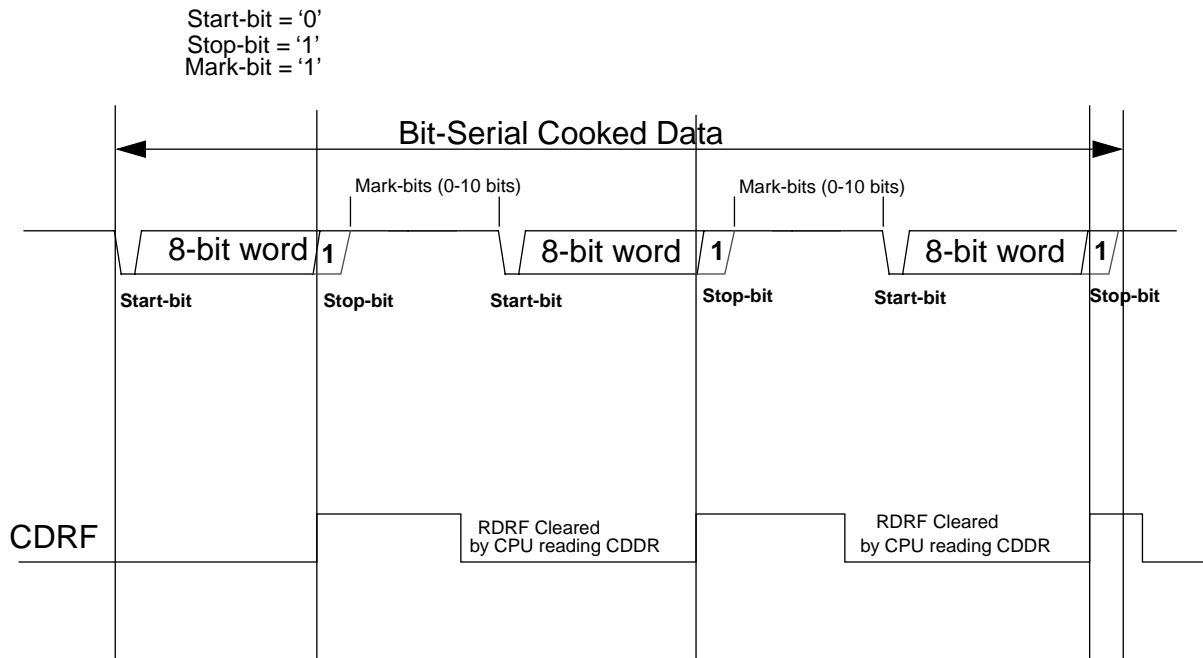 Start-bit = ‘0’
Stop-bit = ‘1’
Mark-bit = ‘1’
Bit-Serial Cooked Data
Mark-bits (0-10 bits)
Mark-bits (0-10 bits)
8-bit word
1
8-bit word
1
8-bit word
1
Start-bit
Stop-bit
Start-bit
Stop-bit
Start-bit
Stop-bit
CDRF
RDRF Cleared
by CPU reading CDDR
RDRF Cleared
by CPU reading CDDR